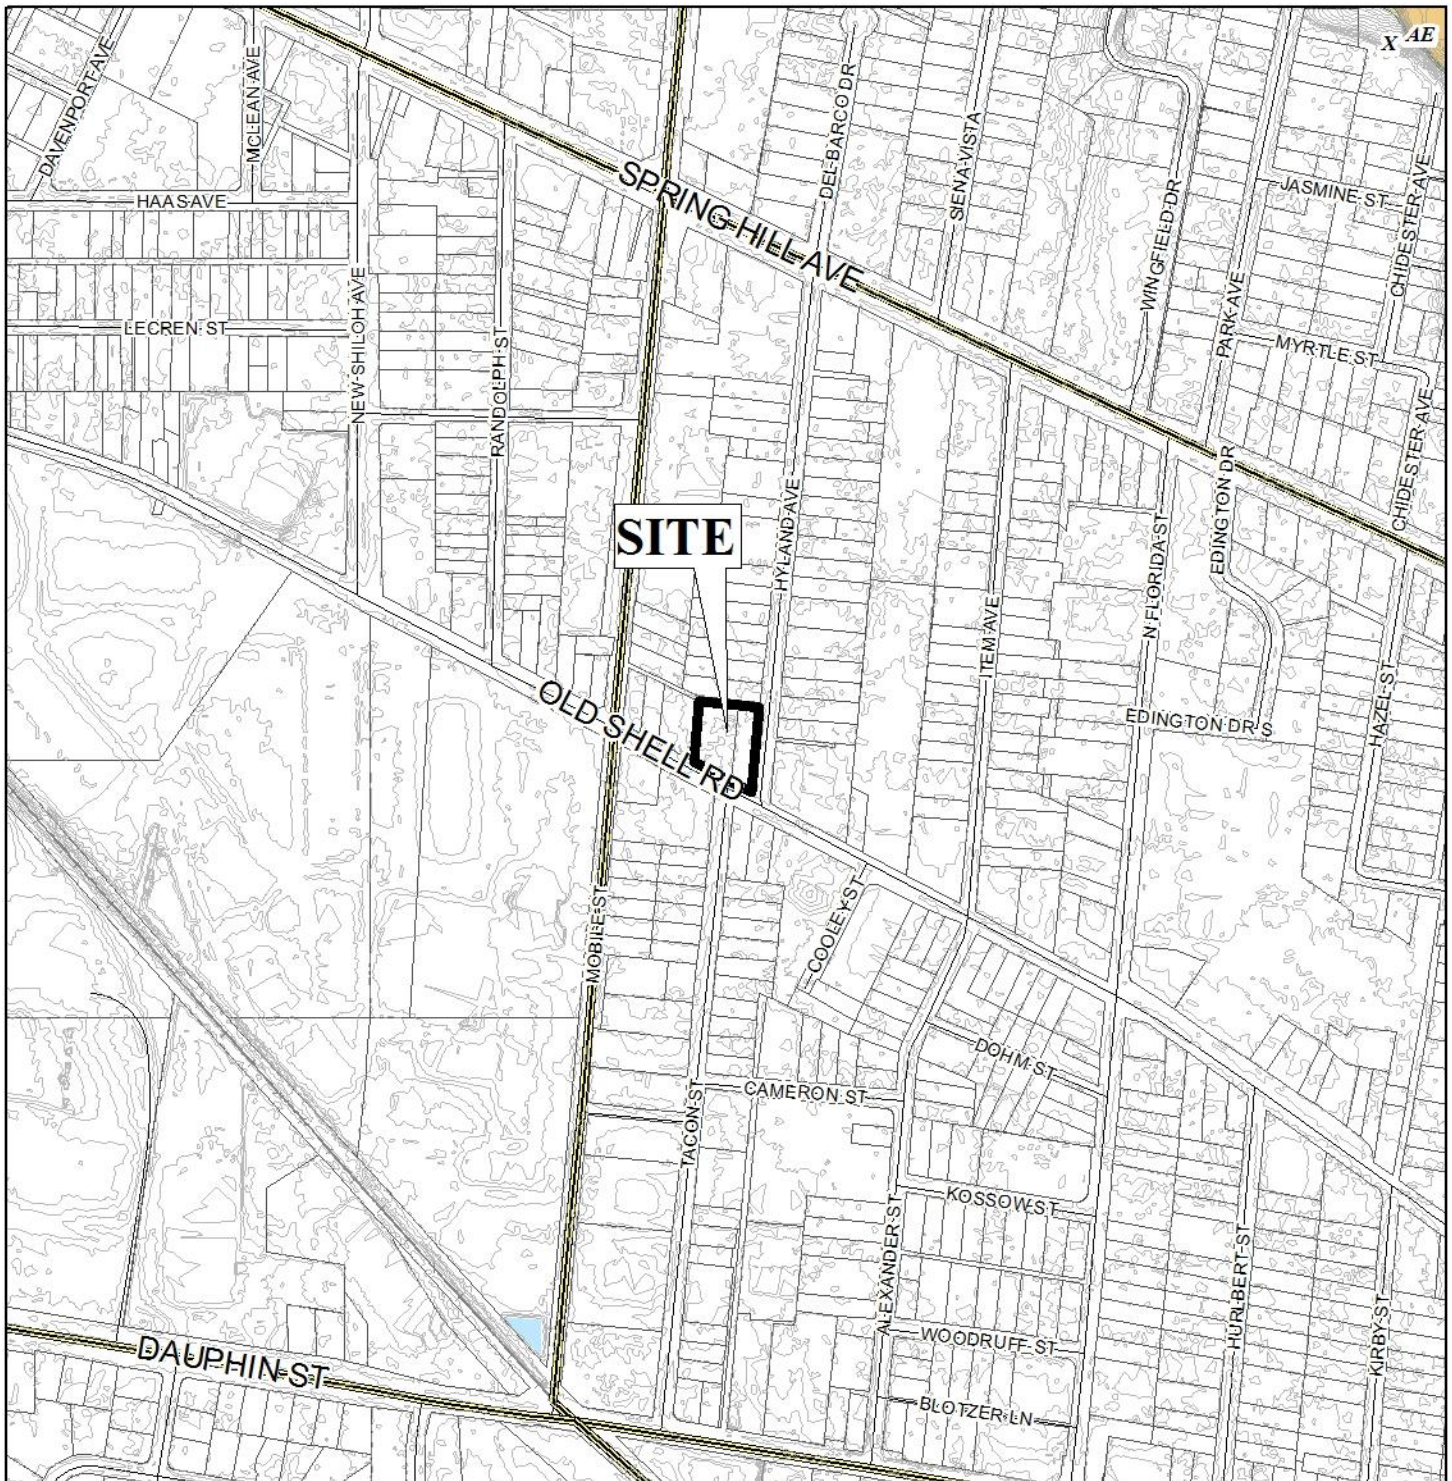 X AE
DAVENPORT AVE
MCLEAN AVE
DEL BARCO DR
SIENA VISTA
SPRING HILL AVE
WINGFIELD DR
JASMINE ST
CHIDESTER AVE
HAAS AVE
NEW SHILOH AVE
LECREN ST
RANDOLPH ST
PARK AVE
MYRTLE ST
CHIDESTER AVE
EDINGTON DR
HYLAND AVE
SITE
N FLORIDA ST
ITEM AVE
HAZEL ST
EDINGTON DR S
OLD SHELL RD
MOBILE ST
COOLEY ST
DOHM ST
CAMERON ST
TACON ST
KOSSOW ST
ALEXANDER ST
HURLBERT ST
KIRBY ST
WOODRUFF ST
DAUPHIN ST
BLOTZER LN